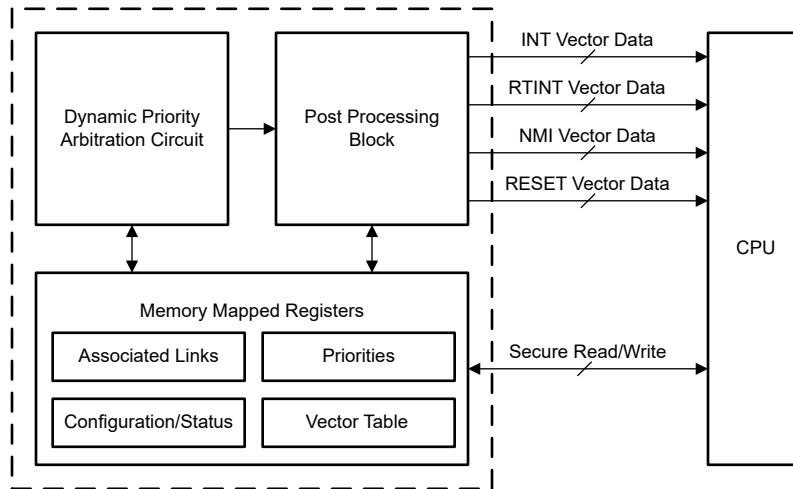 INT Vector Data
Dynamic Priority
Arbitration Circuit
Post Processing
Block
RTINT Vector Data
NMI Vector Data
RESET Vector Data
CPU
Memory Mapped Registers
Associated Links
Priorities
Secure Read/Write
Configuration/Status
Vector Table